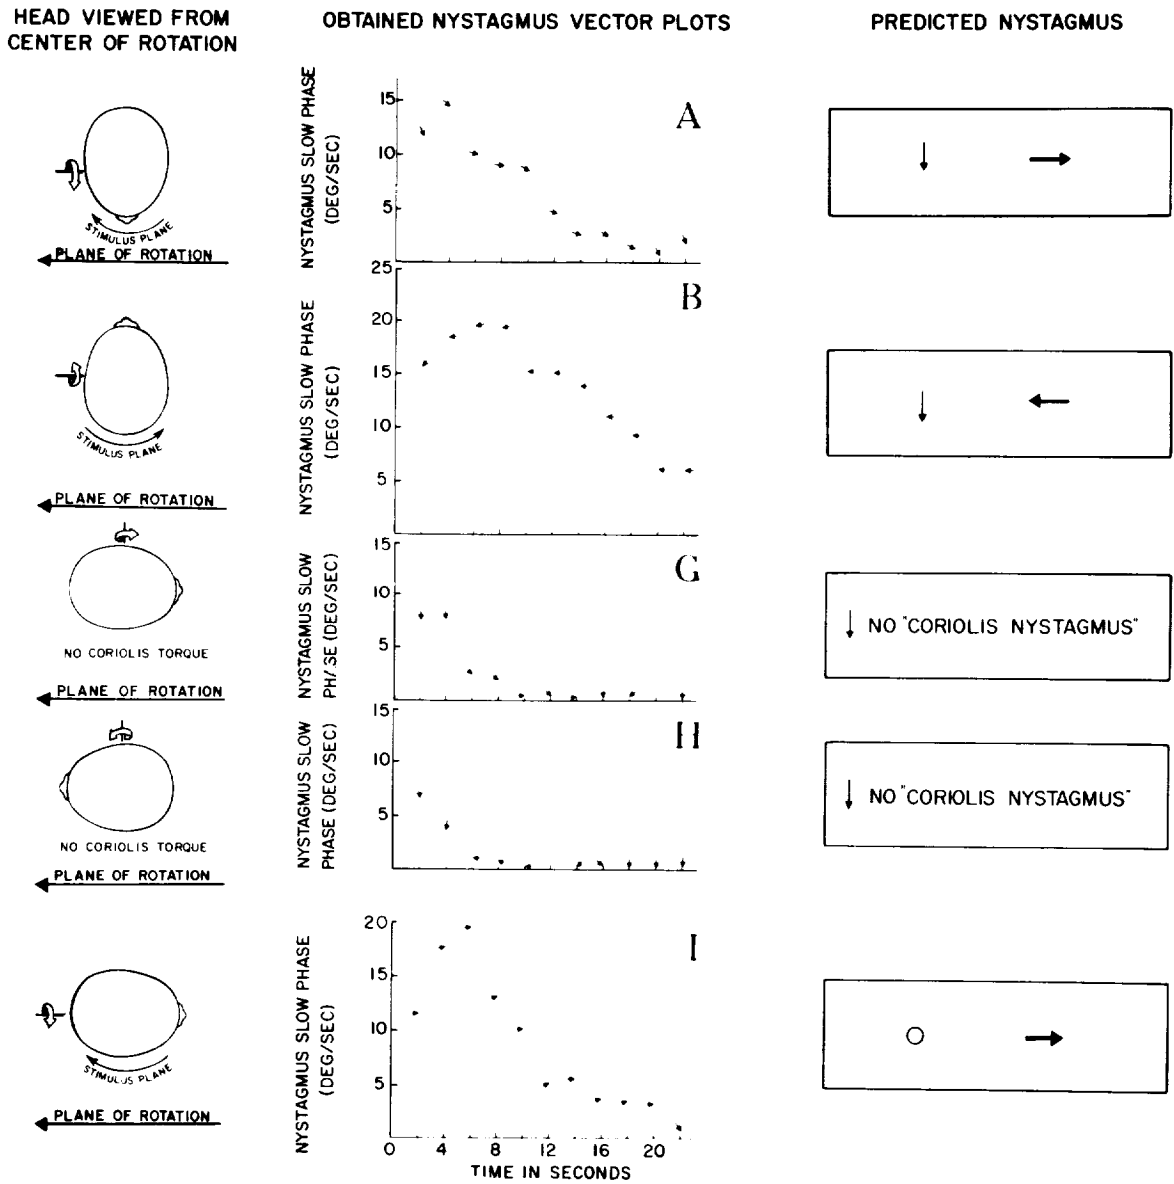 HEAD VIEWED FROM
CENTER OF ROTATION
OBTAINED NYSTAGMUS VECTOR PLOTS
PREDICTED NYSTAGMUS
STIMULUS PLANE
PLANE OF ROTATION
NYSTAGMUS SLOW PHASE
(DEG/SEC)
15
10
5
A
STIMULUS PLANE
PLANE OF ROTATION
NYSTAGMUS SLOW PHASE
(DEG/SEC)
25
20
15
10
5
0
B
NO CORIOLIS TORQUE
PLANE OF ROTATION
NYSTAGMUS SLOW
PH/SE (DEG/SEC)
15
10
5
G
NO "CORIOLIS NYSTAGMUS"
NO CORIOLIS TORQUE
PLANE OF ROTATION
NYSTAGMUS SLOW
PHASE (DEG/SEC)
15
10
5
H
NO "CORIOLIS NYSTAGMUS"
STIMULUS PLANE
PLANE OF ROTATION
NYSTAGMUS SLOW PHASE
(DEG/SEC)
20
15
10
5
I
0 4 8 12 16 20
TIME IN SECONDS